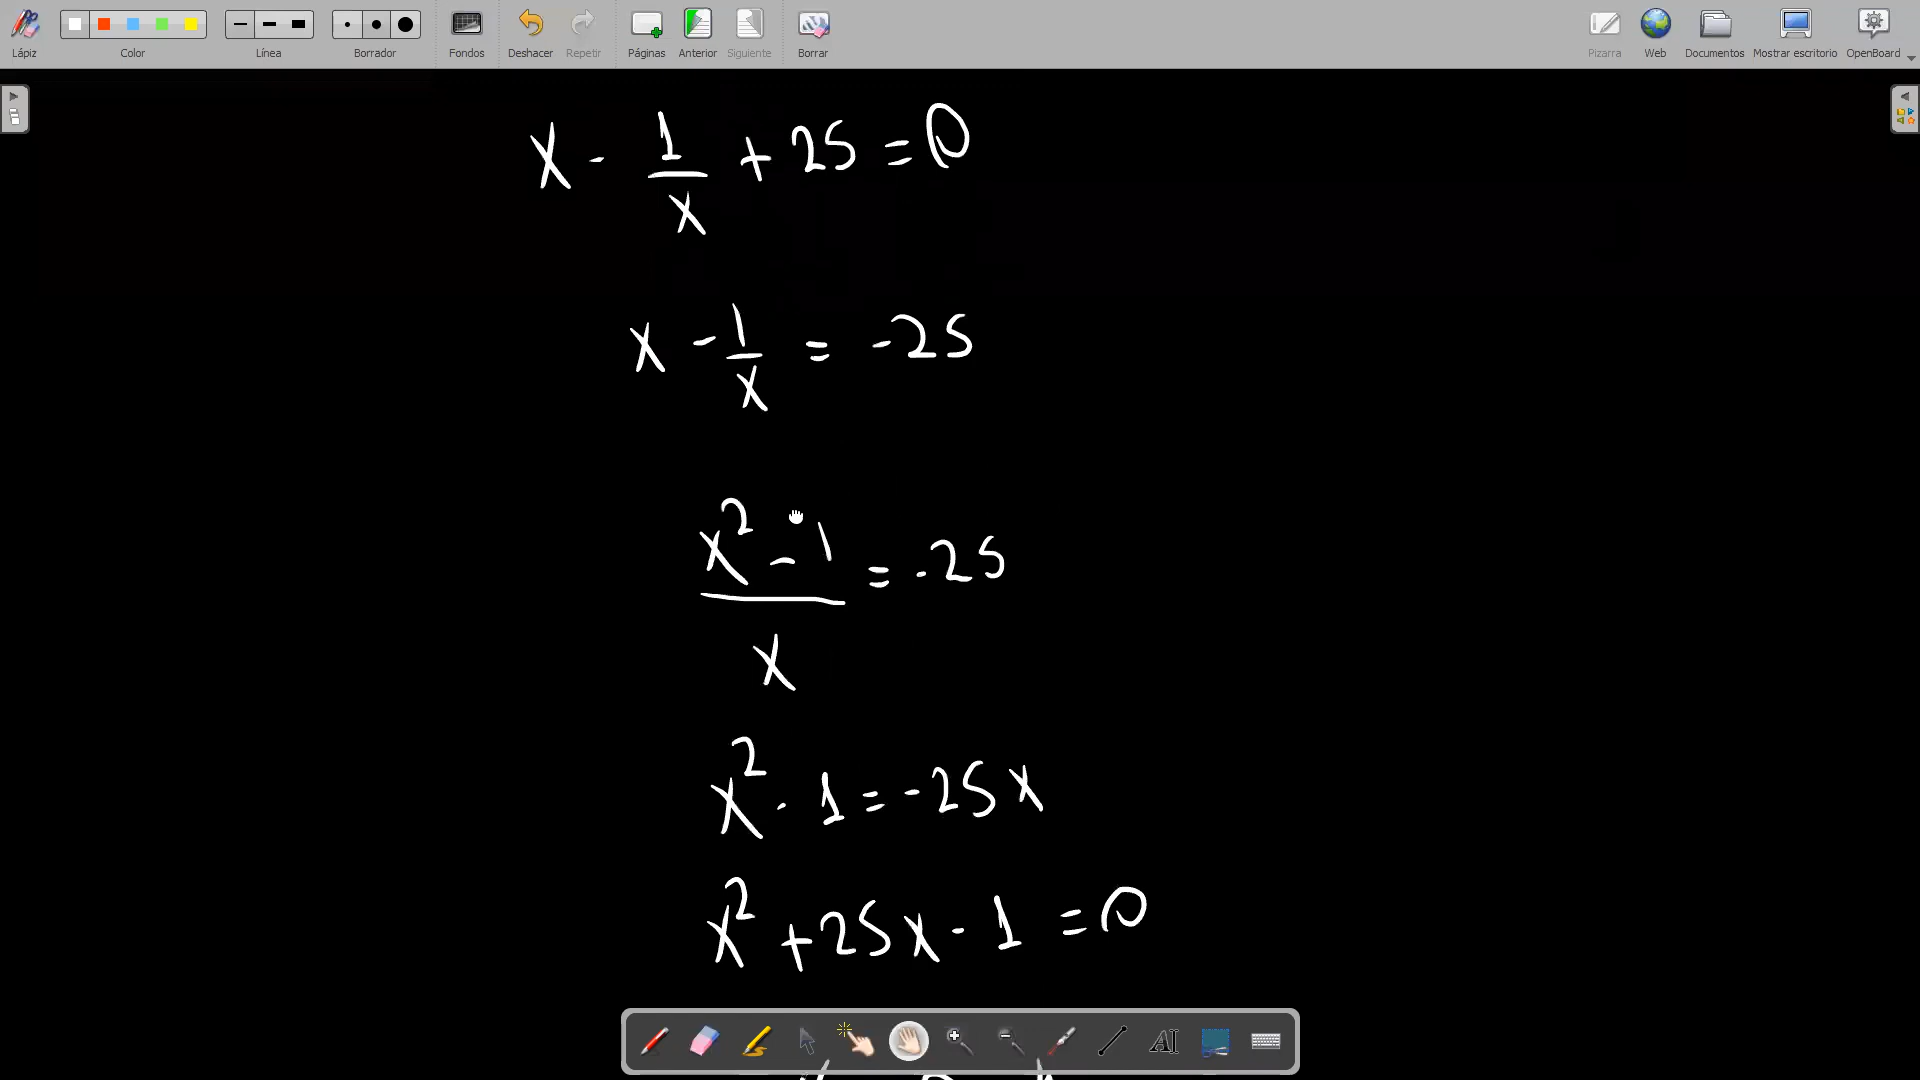 Lápiz Color Línea Borrador Fondos Deshacer Repetir Páginas Anterior Siguiente Borrar Pizarra Web Documentos Mostrar escritorio OpenBoard
x - 1/x + 25 = 0
x - 1/x = -25
x² - 1 / x = -25
x² - 1 = -25x
x² + 25x - 1 = 0
AI